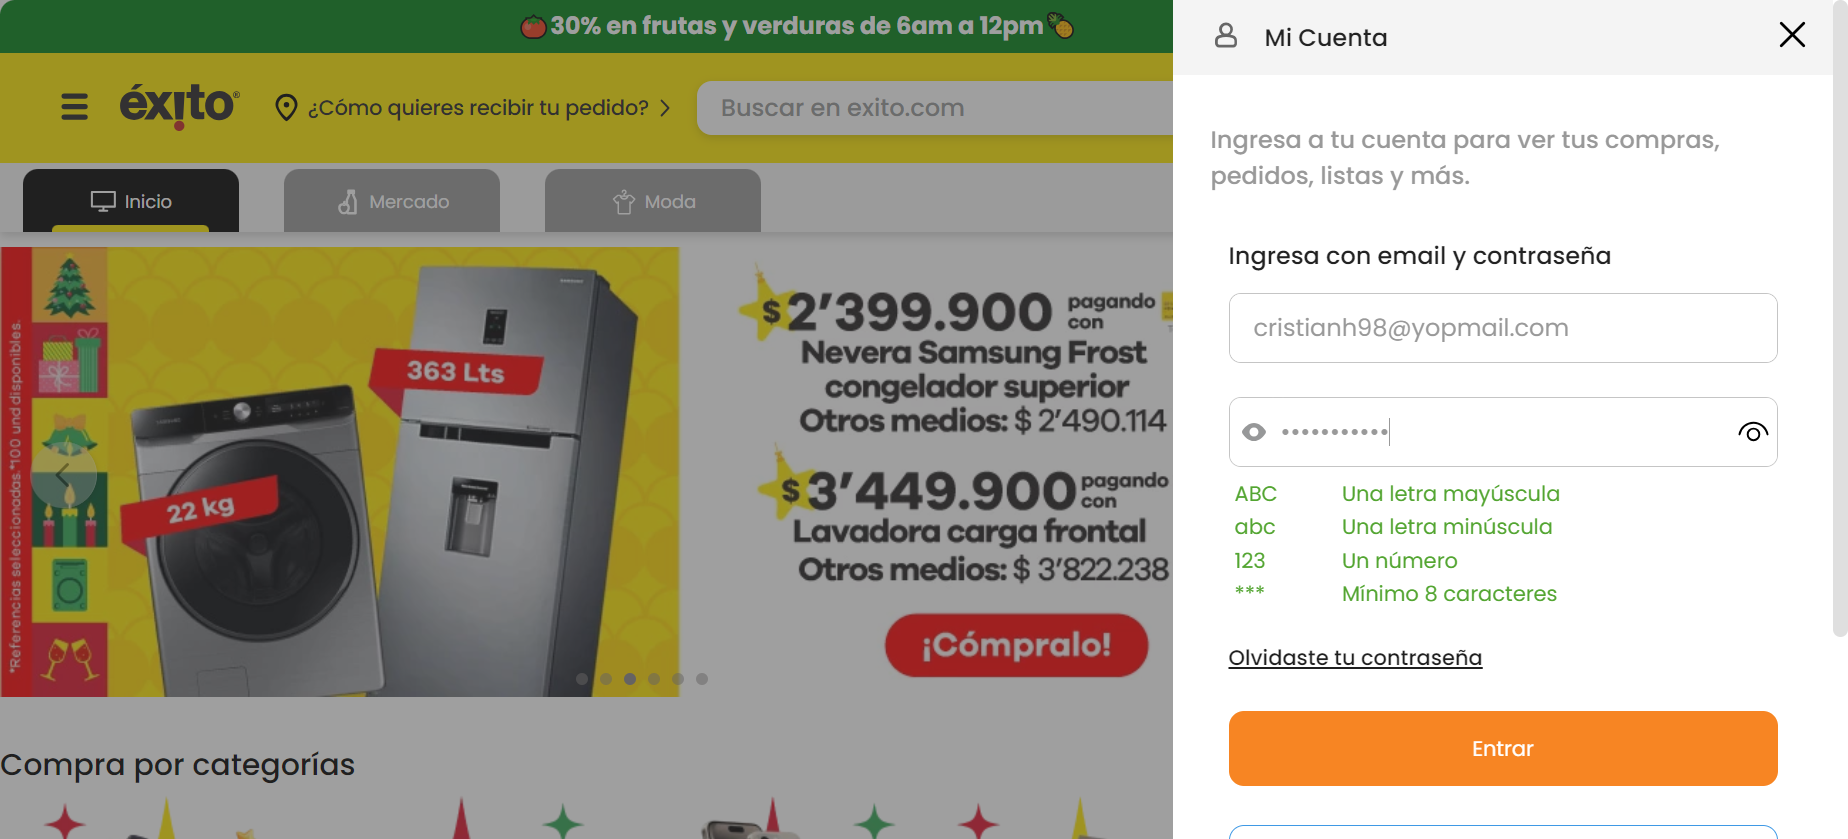 30% en frutas y verduras de 6am a 12pm
éxito®
¿Cómo quieres recibir tu pedido?
Buscar en exito.com
Inicio
Mercado
Moda
*Referencias seleccionadas.*100 und disponibles.
22 kg
363 Lts
$2'399.900 pagando con
Nevera Samsung Frost
congelador superior
Otros medios: $ 2'490.114
$3'449.900 pagando con
Lavadora carga frontal
Otros medios: $ 3'822.238
¡Cómpralo!
Compra por categorías
Mi Cuenta
Ingresa a tu cuenta para ver tus compras,
pedidos, listas y más.
Ingresa con email y contraseña
cristianh98@yopmail.com
•••••••••••
ABC Una letra mayúscula
abc Una letra minúscula
123 Un número
*** Mínimo 8 caracteres
Olvidaste tu contraseña
Entrar